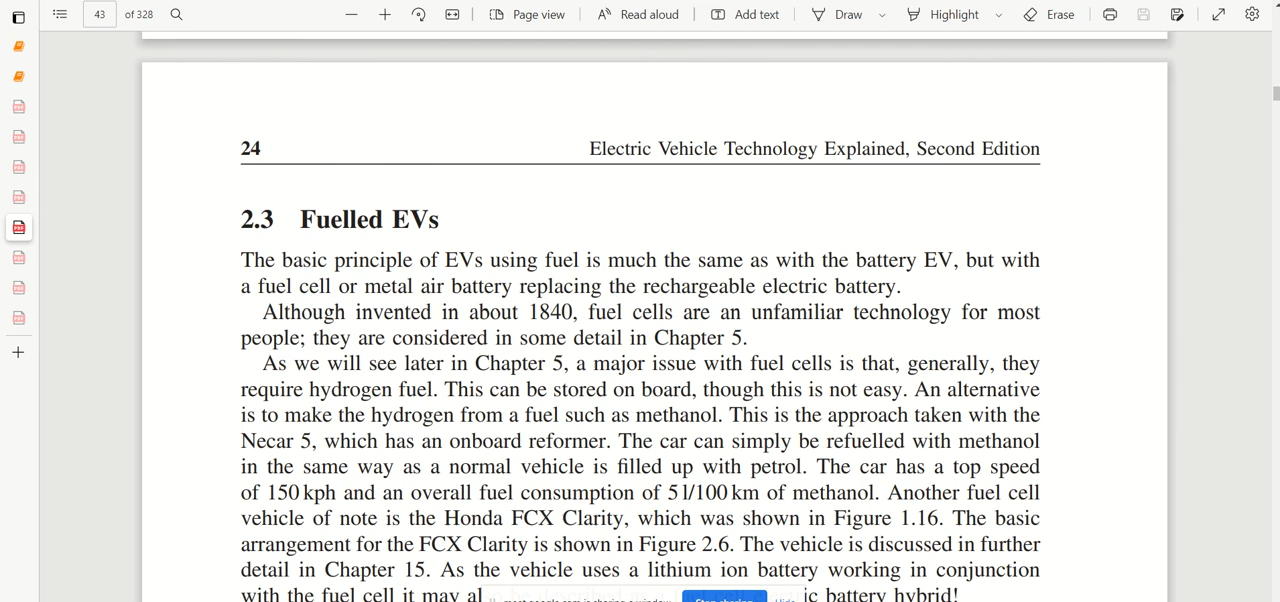 43 of 328 Page view Read aloud Add text Draw Highlight Erase
24 Electric Vehicle Technology Explained, Second Edition
2.3 Fuelled EVs
The basic principle of EVs using fuel is much the same as with the battery EV, but with
a fuel cell or metal air battery replacing the rechargeable electric battery.
Although invented in about 1840, fuel cells are an unfamiliar technology for most
people; they are considered in some detail in Chapter 5.
As we will see later in Chapter 5, a major issue with fuel cells is that, generally, they
require hydrogen fuel. This can be stored on board, though this is not easy. An alternative
is to make the hydrogen from a fuel such as methanol. This is the approach taken with the
Necar 5, which has an onboard reformer. The car can simply be refuelled with methanol
in the same way as a normal vehicle is filled up with petrol. The car has a top speed
of 150 kph and an overall fuel consumption of 5 l/100 km of methanol. Another fuel cell
vehicle of note is the Honda FCX Clarity, which was shown in Figure 1.16. The basic
arrangement for the FCX Clarity is shown in Figure 2.6. The vehicle is discussed in further
detail in Chapter 15. As the vehicle uses a lithium ion battery working in conjunction
with the fuel cell it may al ic battery hybrid!